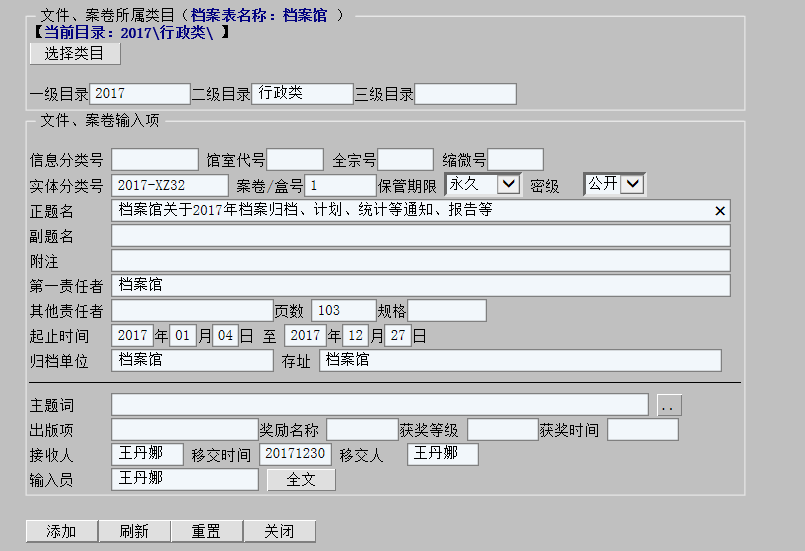 文件、案卷所属类目（档案表名称：档案馆 ）
【当前目录：2017\行政类\ 】
选择类目
一级目录 2017 二级目录 行政类 三级目录
文件、案卷输入项
信息分类号 馆室代号 全宗号 缩微号
实体分类号 2017-XZ32 案卷/盒号 1 保管期限 永久 密级 公开
正题名 档案馆关于2017年档案归档、计划、统计等通知、报告等 ×
副题名
附注
第一责任者 档案馆
其他责任者 页数 103 规格
起止时间 2017 年 01 月 04 日 至 2017 年 12 月 27 日
归档单位 档案馆 存址 档案馆
主题词 ..
出版项 奖励名称 获奖等级 获奖时间
接收人 王丹娜 移交时间 20171230 移交人 王丹娜
输入员 王丹娜 全文
添加 刷新 重置 关闭